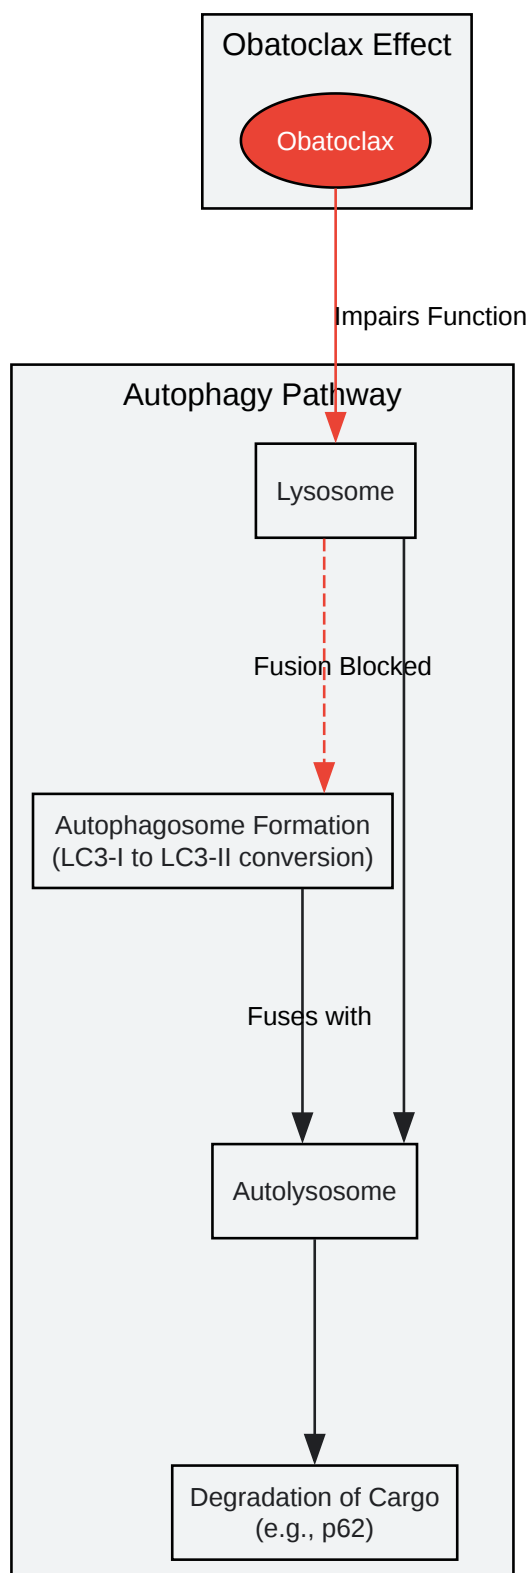 Obatoclax Effect
Obatoclax
Impairs Function
Autophagy Pathway
Lysosome
Fusion Blocked
Autophagosome Formation
(LC3-I to LC3-II conversion)
Fuses with
Autolysosome
Degradation of Cargo
(e.g., p62)